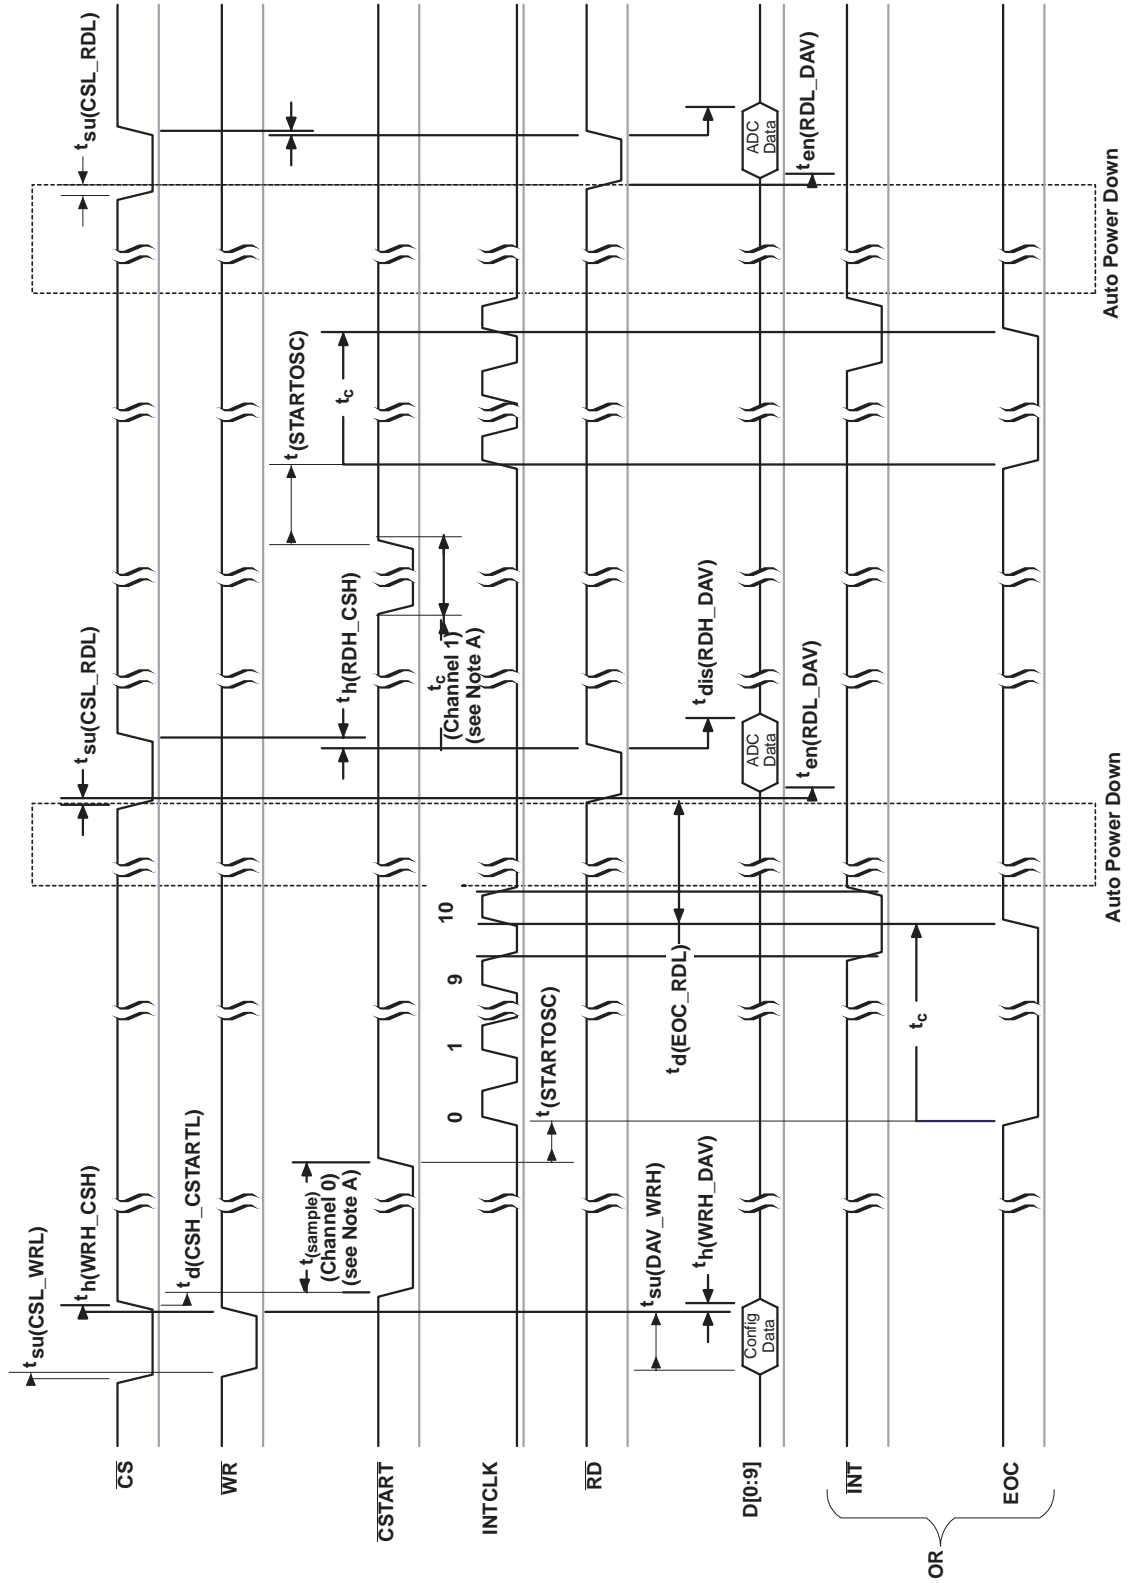 CS
tsu(CSL_WRL)
th(WRH_CSH)
tsu(CSL_RDL)
tsu(CSL_RDL)
WR
td(CSH_CSTARTL)
CSTART
t(sample)
(Channel 0)
(see Note A)
th(RDH_CSH)
t(STARTOSC)
tc
tc
(Channel 1)
(see Note A)
INTCLK
0
1
9
10
t(STARTOSC)
RD
tsu(DAV_WRH)
th(WRH_DAV)
td(EOC_RDL)
tdis(RDH_DAV)
D[0:9]
Config
Data
ADC
Data
ADC
Data
ten(RDL_DAV)
ten(RDL_DAV)
INT
tc
OR
EOC
Auto Power Down
Auto Power Down